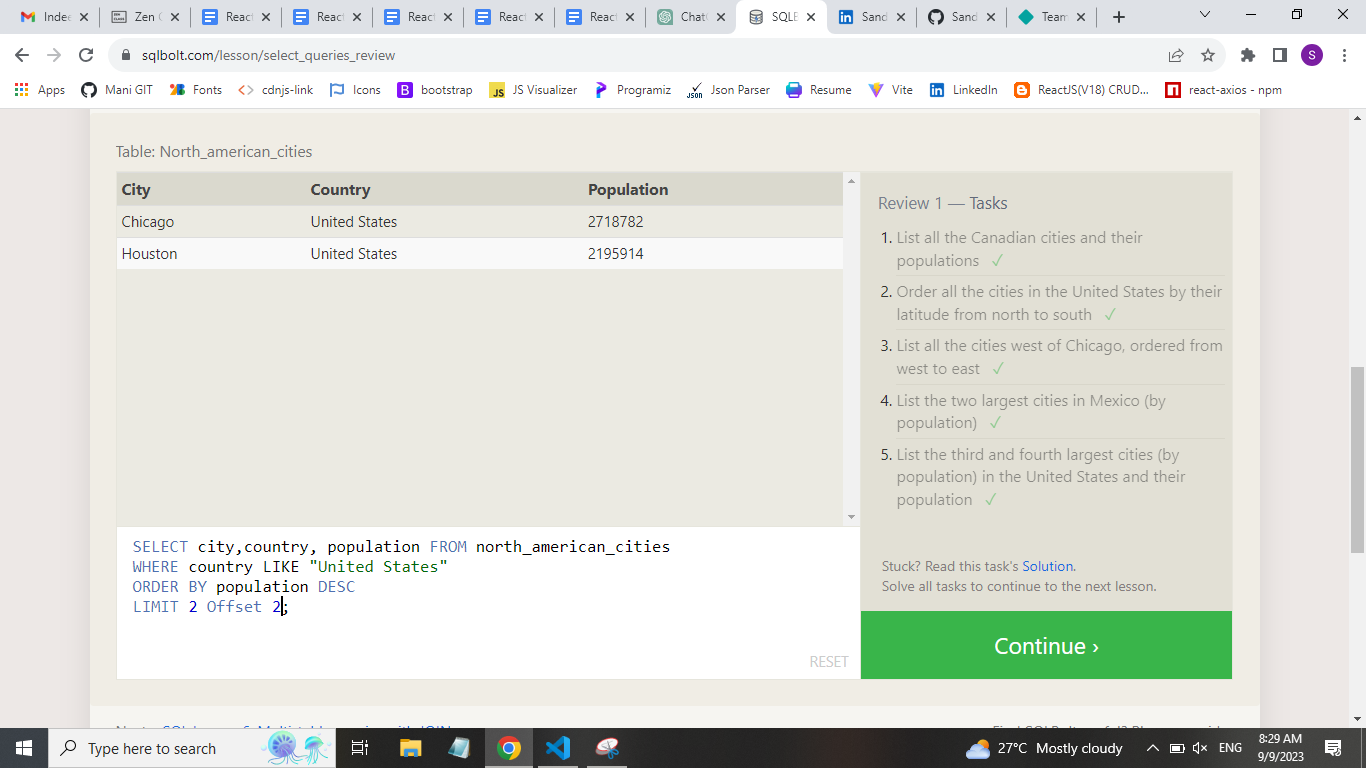 Indee
Zen C
React
React
React
React
React
ChatG
SQLB
Sand
Sand
Team
sqlbolt.com/lesson/select_queries_review
S
Apps
Mani GIT
Fonts
cdnjs-link
Icons
B bootstrap
JS JS Visualizer
Programiz
JSON Json Parser
Resume
Vite
LinkedIn
ReactJS(V18) CRUD...
react-axios - npm
Table: North_american_cities
City Country Population
Chicago United States 2718782
Houston United States 2195914
Review 1 — Tasks
1. List all the Canadian cities and their
populations ✓
2. Order all the cities in the United States by their
latitude from north to south ✓
3. List all the cities west of Chicago, ordered from
west to east ✓
4. List the two largest cities in Mexico (by
population) ✓
5. List the third and fourth largest cities (by
population) in the United States and their
population ✓
SELECT city,country, population FROM north_american_cities
WHERE country LIKE "United States"
ORDER BY population DESC
LIMIT 2 Offset 2;
RESET
Stuck? Read this task's Solution.
Solve all tasks to continue to the next lesson.
Continue ›
Type here to search
27°C Mostly cloudy
ENG
8:29 AM
9/9/2023